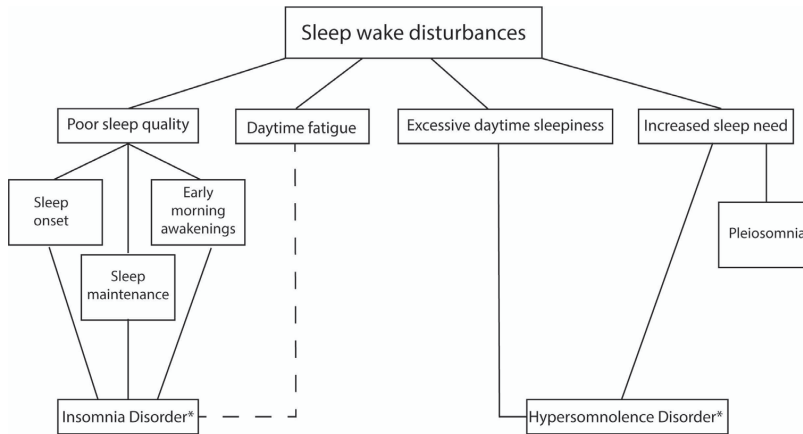 Sleep wake disturbances
Poor sleep quality
Daytime fatigue
Excessive daytime sleepiness
Increased sleep need
Sleep
onset
Early
morning
awakenings
Sleep
maintenance
Pleiosomnia
Insomnia Disorder*
Hypersomnolence Disorder*